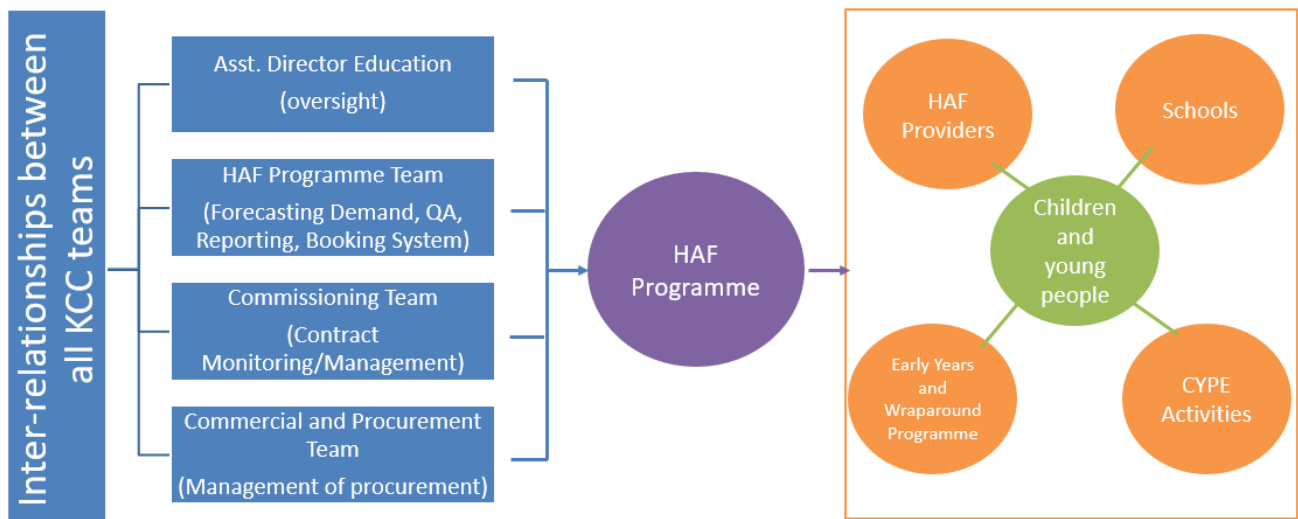 Inter-relationships between
all KCC teams
Asst. Director Education
(oversight)
HAF Programme Team
(Forecasting Demand, QA,
Reporting, Booking System)
Commissioning Team
(Contract
Monitoring/Management)
Commercial and Procurement
Team
(Management of procurement)
HAF
Programme
HAF
Providers
Schools
Children
and
young
people
Early Years
and
Wraparound
Programme
CYPE
Activities